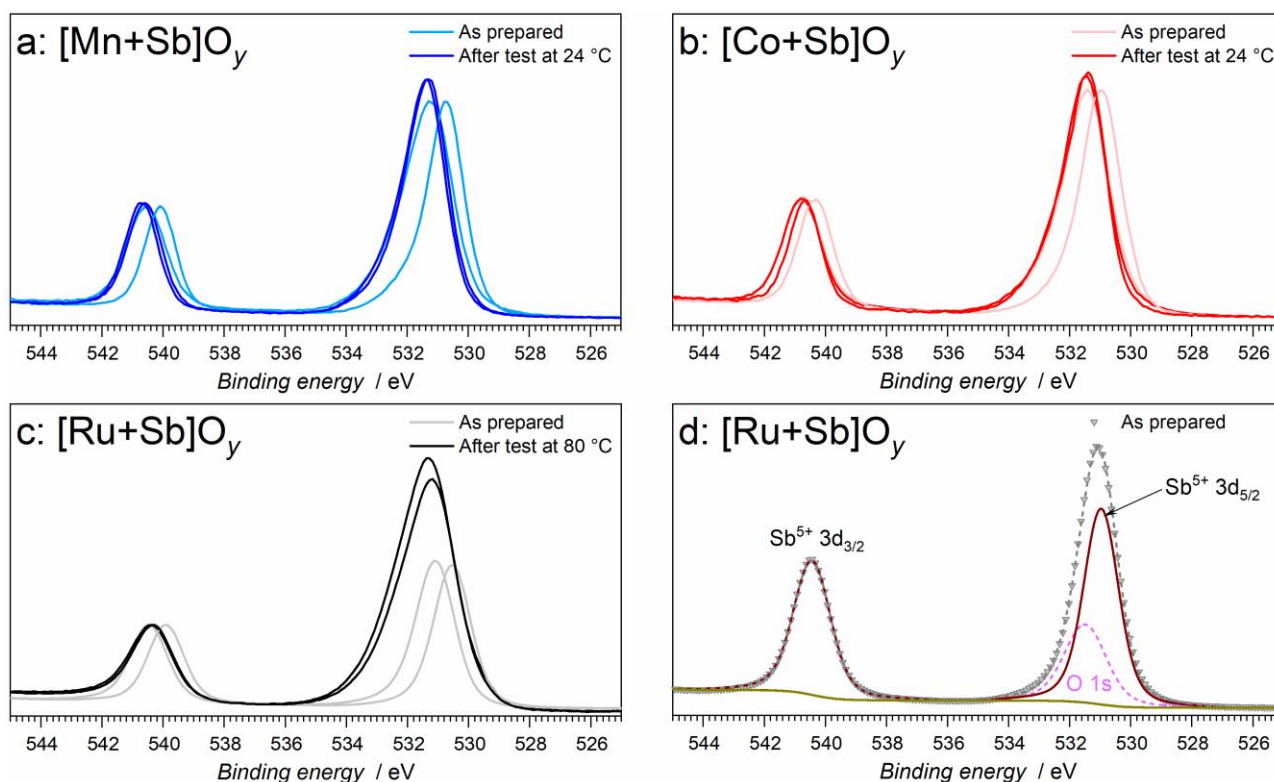 a: [Mn+Sb]Oy
As prepared
After test at 24 °C
544 542 540 538 536 534 532 530 528 526
Binding energy / eV
b: [Co+Sb]Oy
As prepared
After test at 24 °C
544 542 540 538 536 534 532 530 528 526
Binding energy / eV
c: [Ru+Sb]Oy
As prepared
After test at 80 °C
544 542 540 538 536 534 532 530 528 526
Binding energy / eV
d: [Ru+Sb]Oy
As prepared
Sb5+ 3d5/2
Sb5+ 3d3/2
O 1s
544 542 540 538 536 534 532 530 528 526
Binding energy / eV